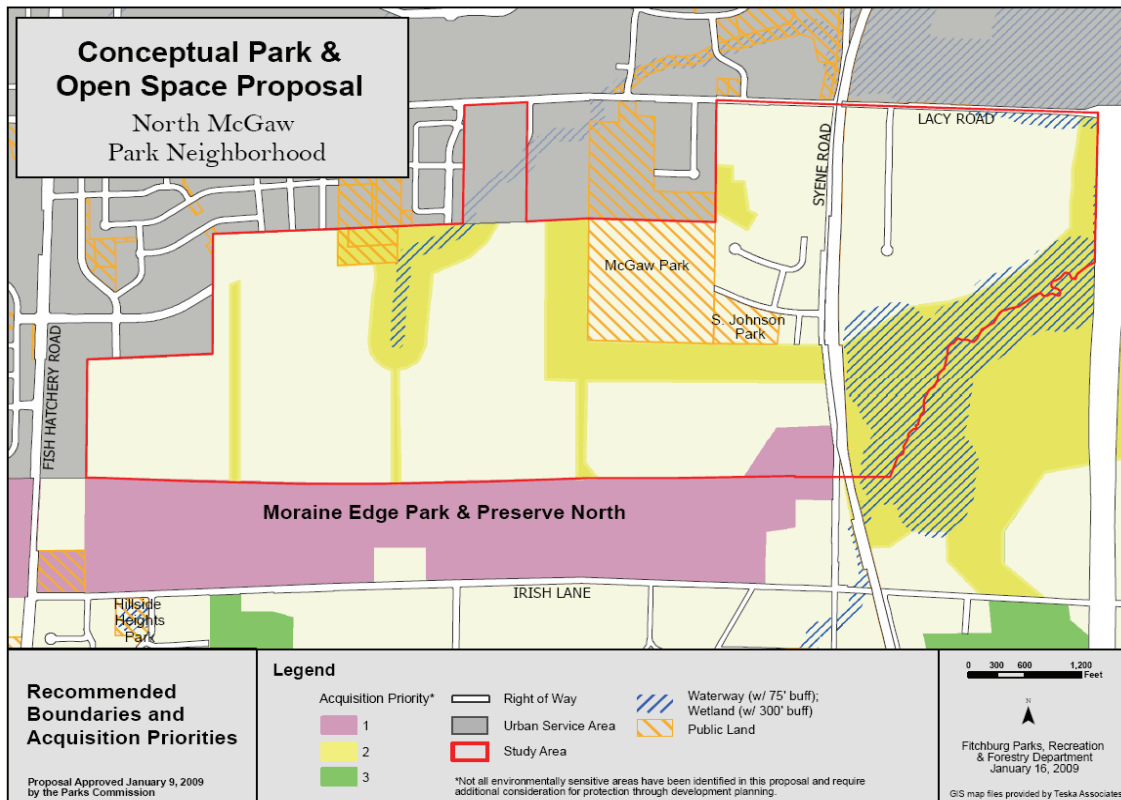 Conceptual Park &
Open Space Proposal
North McGaw
Park Neighborhood
LACY ROAD
SYENE ROAD
McGaw Park
S. Johnson
Park
FISH HATCHERY ROAD
Moraine Edge Park & Preserve North
IRISH LANE
Hillside
Heights
Park
Recommended
Boundaries and
Acquisition Priorities
Proposal Approved January 9, 2009
by the Parks Commission
Legend
Acquisition Priority*
1
2
3
Right of Way
Urban Service Area
Study Area
Waterway (w/ 75' buff);
Wetland (w/ 300' buff)
Public Land
*Not all environmentally sensitive areas have been identified in this proposal and require
additional consideration for protection through development planning.
0 300 600 1,200
Feet
N
Fitchburg Parks, Recreation
& Forestry Department
January 16, 2009
GIS map files provided by Teska Associates